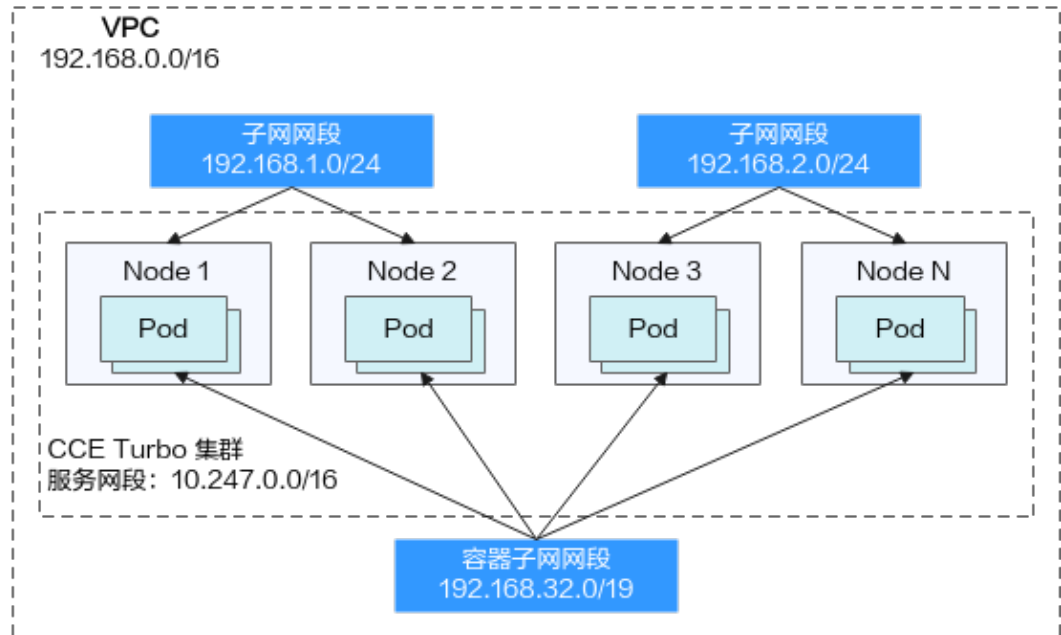 VPC
192.168.0.0/16
子网网段
192.168.1.0/24
子网网段
192.168.2.0/24
Node 1
Node 2
Node 3
Node N
Pod
Pod
Pod
Pod
CCE Turbo 集群
服务网段：10.247.0.0/16
容器子网网段
192.168.32.0/19